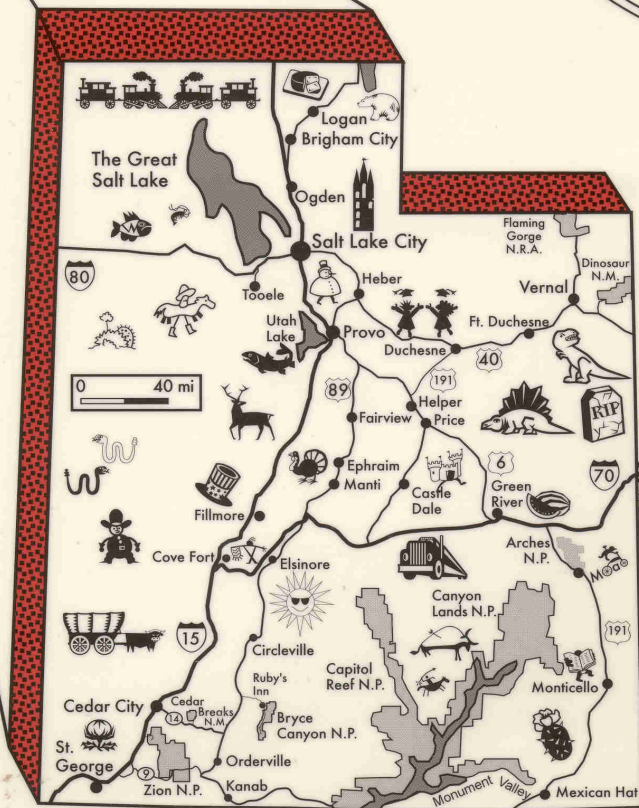 Logan
Brigham City
The Great
Salt Lake
Ogden
Salt Lake City
Flaming
Gorge
N.R.A.
Dinosaur
N.M.
80
Tooele
Heber
Vernal
Utah
Lake
Provo
Ft. Duchesne
Duchesne
40
0 40 mi
89
191
Helper
Price
Fairview
RIP
Ephraim
Manti
6
70
Castle
Dale
Green
River
Fillmore
Cove Fort
Elsinore
Arches
N.P.
Moab
Canyon
Lands N.P.
15
191
Circleville
Ruby's
Inn
Capitol
Reef N.P.
Monticello
Cedar City
Cedar
Breaks
N.M.
14
Bryce
Canyon N.P.
St.
George
9
Zion N.P.
Orderville
Kanab
Monument Valley
Mexican Hat